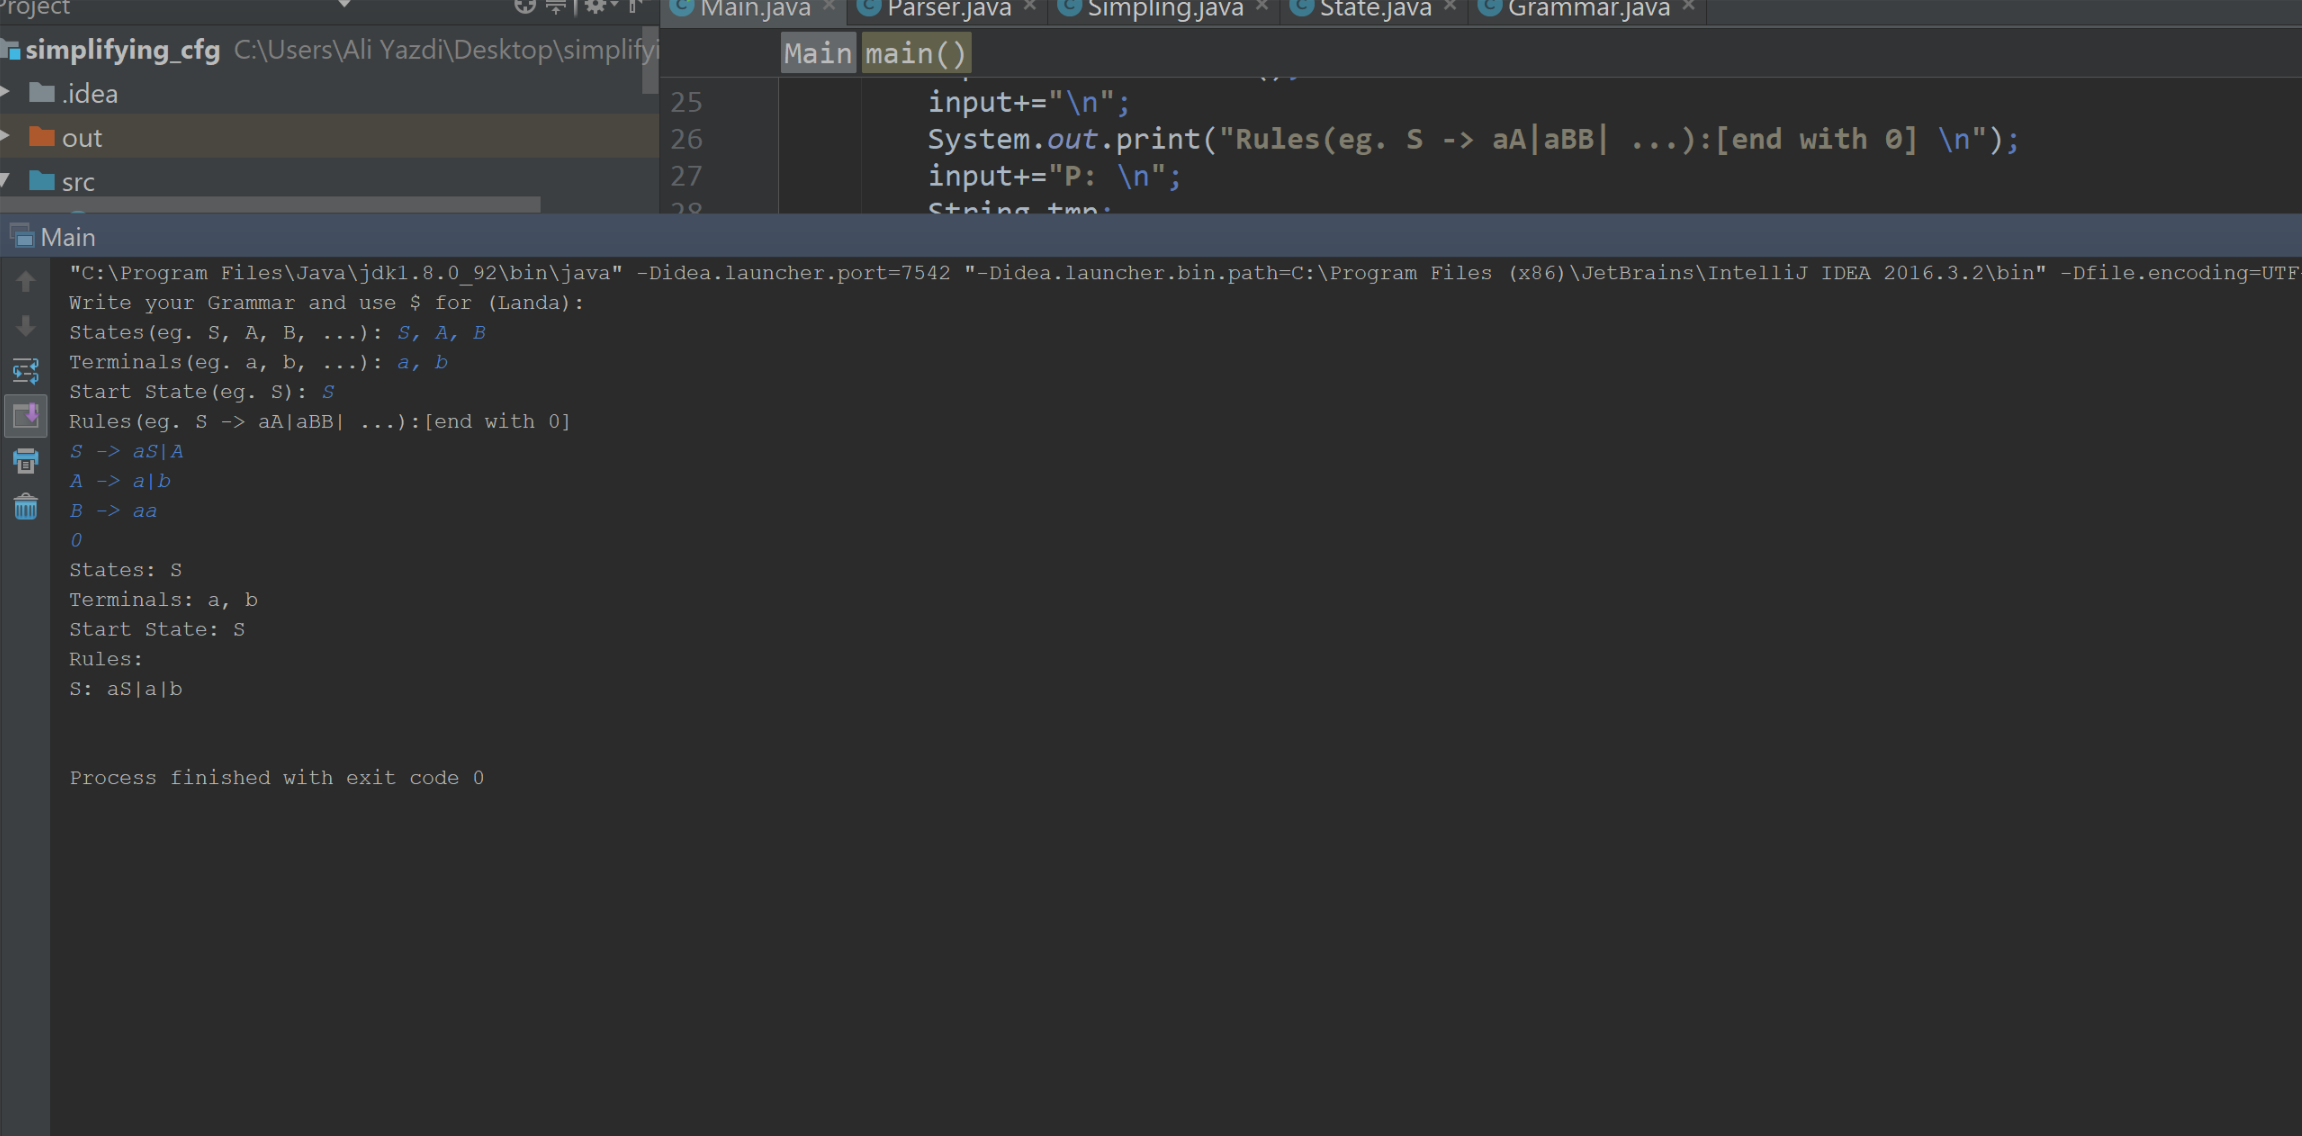 Project
Main.java Parser.java Simpling.java State.java Grammar.java
simplifying_cfg C:\Users\Ali Yazdi\Desktop\simplifyi
Main main()
.idea
out
src
25 input+="\n";
26 System.out.print("Rules(eg. S -> aA|aBB| ...):[end with 0] \n");
27 input+="P: \n";
28 String tmp;
Main
"C:\Program Files\Java\jdk1.8.0_92\bin\java" -Didea.launcher.port=7542 "-Didea.launcher.bin.path=C:\Program Files (x86)\JetBrains\IntelliJ IDEA 2016.3.2\bin" -Dfile.encoding=UTF-
Write your Grammar and use $ for (Landa):
States(eg. S, A, B, ...): S, A, B
Terminals(eg. a, b, ...): a, b
Start State(eg. S): S
Rules(eg. S -> aA|aBB| ...):[end with 0]
S -> aS|A
A -> a|b
B -> aa
0
States: S
Terminals: a, b
Start State: S
Rules:
S: aS|a|b
Process finished with exit code 0